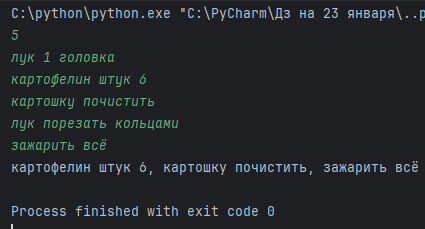 C:\python\python.exe "C:\PyCharm\Дз на 23 января\..p
5
лук 1 головка
картофелин штук 6
картошку почистить
лук порезать кольцами
зажарить всё
картофелин штук 6, картошку почистить, зажарить всё
Process finished with exit code 0